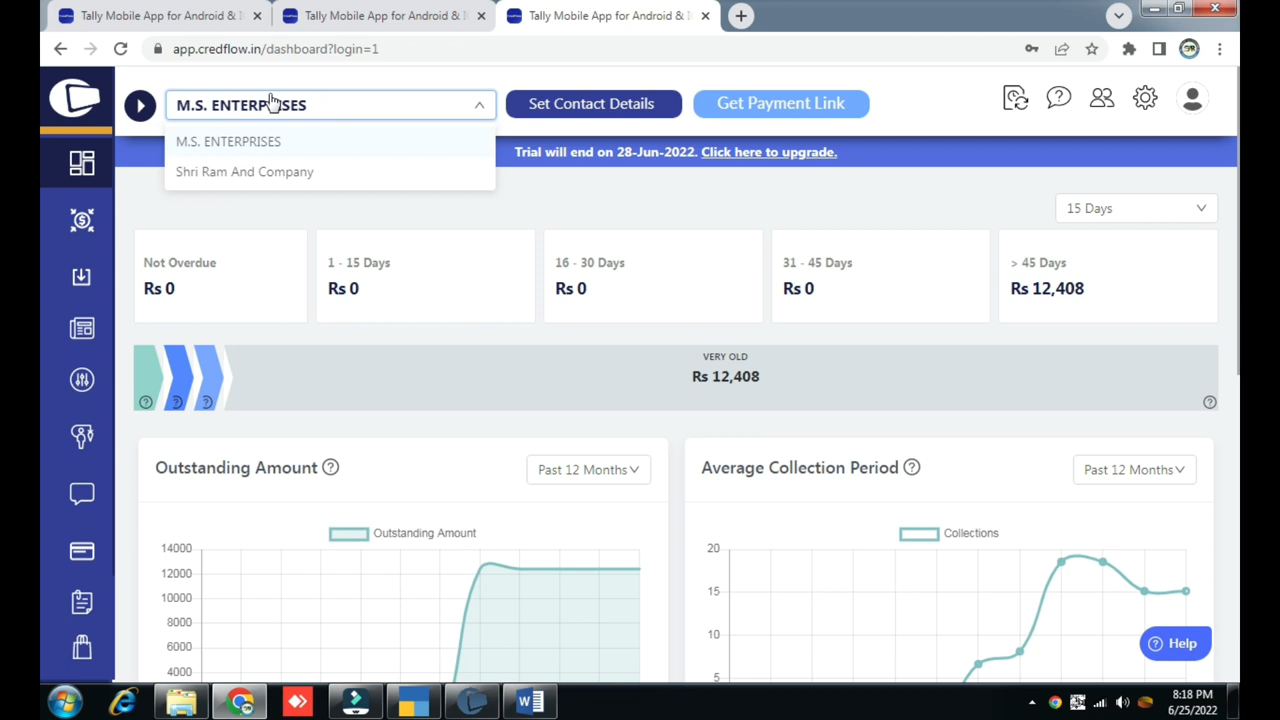 Tally Mobile App for Android & I
Tally Mobile App for Android & I
Tally Mobile App for Android & I
app.credflow.in/dashboard?login=1
M.S. ENTERPRISES
Set Contact Details
Get Payment Link
M.S. ENTERPRISES
Shri Ram And Company
Trial will end on 28-Jun-2022. Click here to upgrade.
15 Days
Not Overdue
Rs 0
1 - 15 Days
Rs 0
16 - 30 Days
Rs 0
31 - 45 Days
Rs 0
> 45 Days
Rs 12,408
VERY OLD
Rs 12,408
Outstanding Amount
Past 12 Months
Outstanding Amount
14000
12000
10000
8000
6000
4000
Average Collection Period
Past 12 Months
Collections
20
15
10
5
Help
8:18 PM
6/25/2022